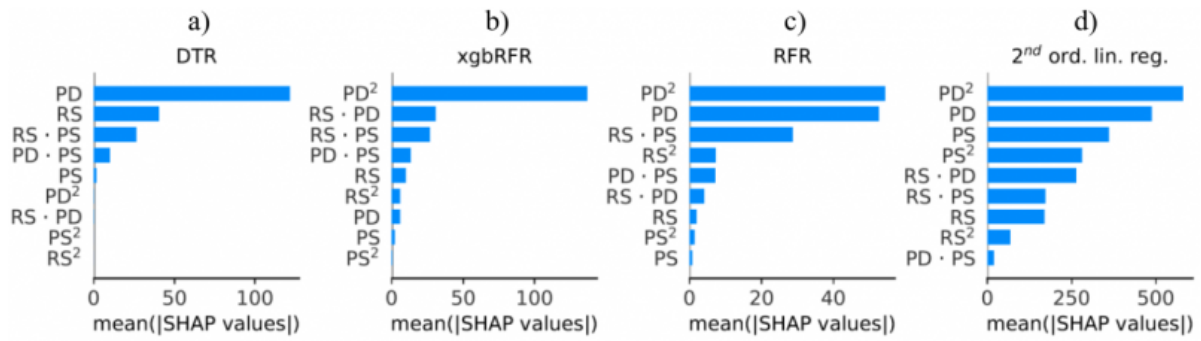 a)
DTR
PD
RS
RS · PS
PD · PS
PS
PD²
RS · PD
PS²
RS²
0 50 100
mean(|SHAP values|)
b)
xgbRFR
PD²
RS · PD
RS · PS
PD · PS
RS
RS²
PD
PS
PS²
0 50 100
mean(|SHAP values|)
c)
RFR
PD²
PD
RS · PS
RS²
PD · PS
RS · PD
RS
PS²
PS
0 20 40
mean(|SHAP values|)
d)
2ⁿᵈ ord. lin. reg.
PD²
PD
PS
PS²
RS · PD
RS · PS
RS
RS²
PD · PS
0 250 500
mean(|SHAP values|)